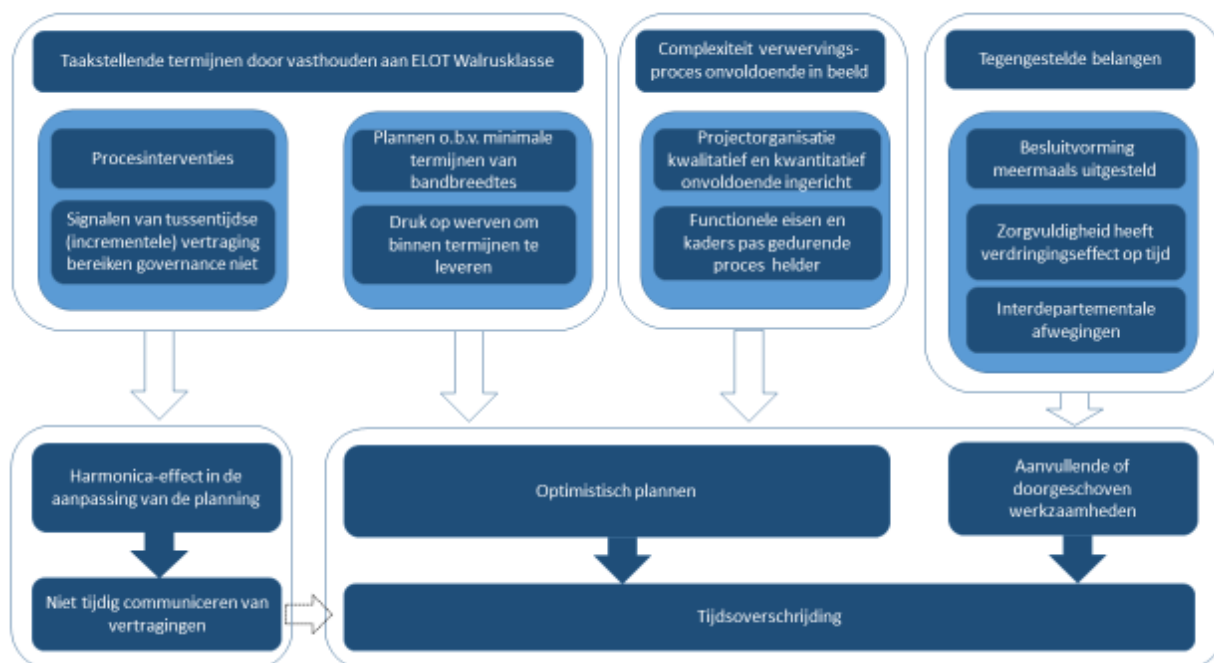 Taakstellende termijnen door vasthouden aan ELOT Walrusklasse
Procesinterventies
Signalen van tussentijdse
(incrementele) vertraging
bereiken governance niet
Plannen o.b.v. minimale
termijnen van
bandbreedtes
Druk op werven om
binnen termijnen te
leveren
Complexiteit verwervings-
proces onvoldoende in beeld
Projectorganisatie
kwalitatief en kwantitatief
onvoldoende ingericht
Functionele eisen en
kaders pas gedurende
proces helder
Tegengestelde belangen
Besluitvorming
meermaals uitgesteld
Zorgvuldigheid heeft
verdringingseffect op tijd
Interdepartementale
afwegingen
Harmonica-effect in de
aanpassing van de planning
Niet tijdig communiceren van
vertragingen
Optimistisch plannen
Aanvullende of
doorgeschoven
werkzaamheden
Tijdsoverschrijding